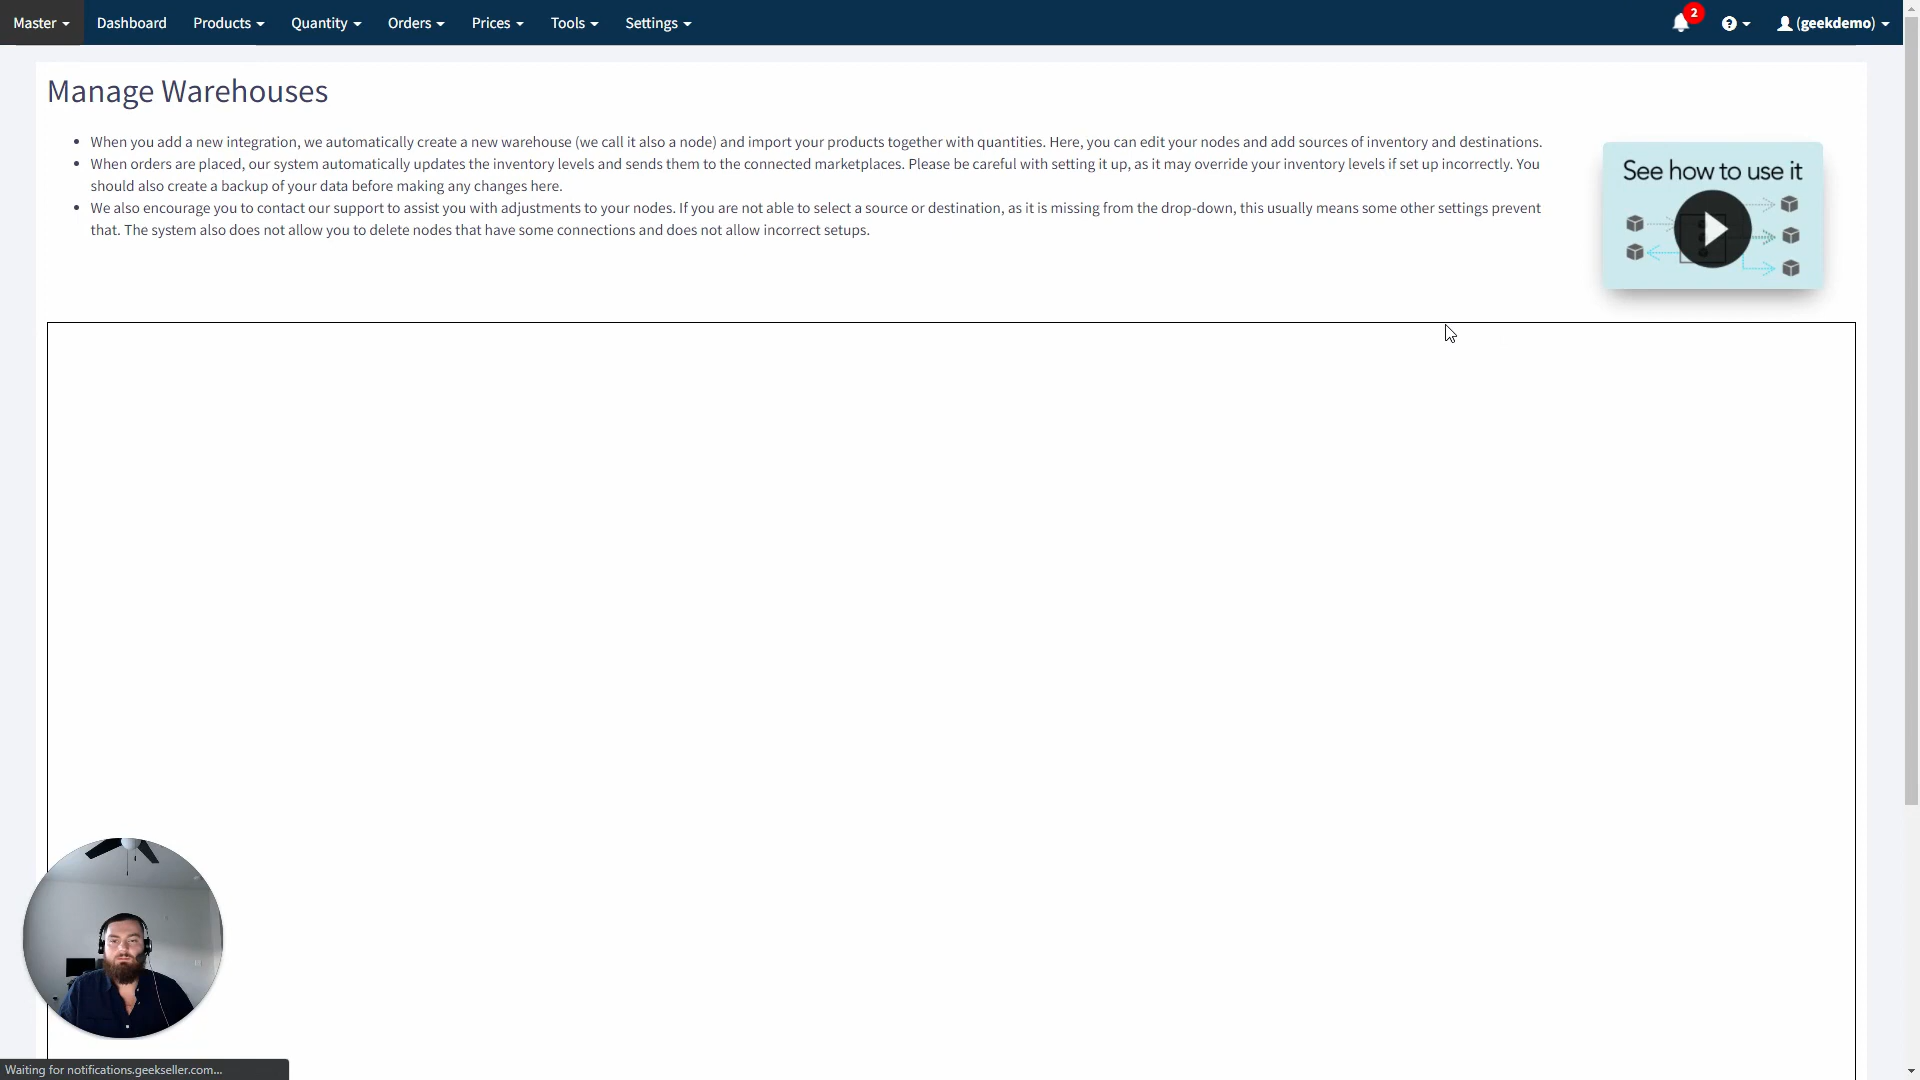 Master Dashboard Products Quantity Orders Prices Tools Settings 2 ? (geekdemo)
Manage Warehouses
• When you add a new integration, we automatically create a new warehouse (we call it also a node) and import your products together with quantities. Here, you can edit your nodes and add sources of inventory and destinations.
• When orders are placed, our system automatically updates the inventory levels and sends them to the connected marketplaces. Please be careful with setting it up, as it may override your inventory levels if set up incorrectly. You
should also create a backup of your data before making any changes here.
• We also encourage you to contact our support to assist you with adjustments to your nodes. If you are not able to select a source or destination, as it is missing from the drop-down, this usually means some other settings prevent
that. The system also does not allow you to delete nodes that have some connections and does not allow incorrect setups.
See how to use it
Waiting for notifications.geekseller.com...